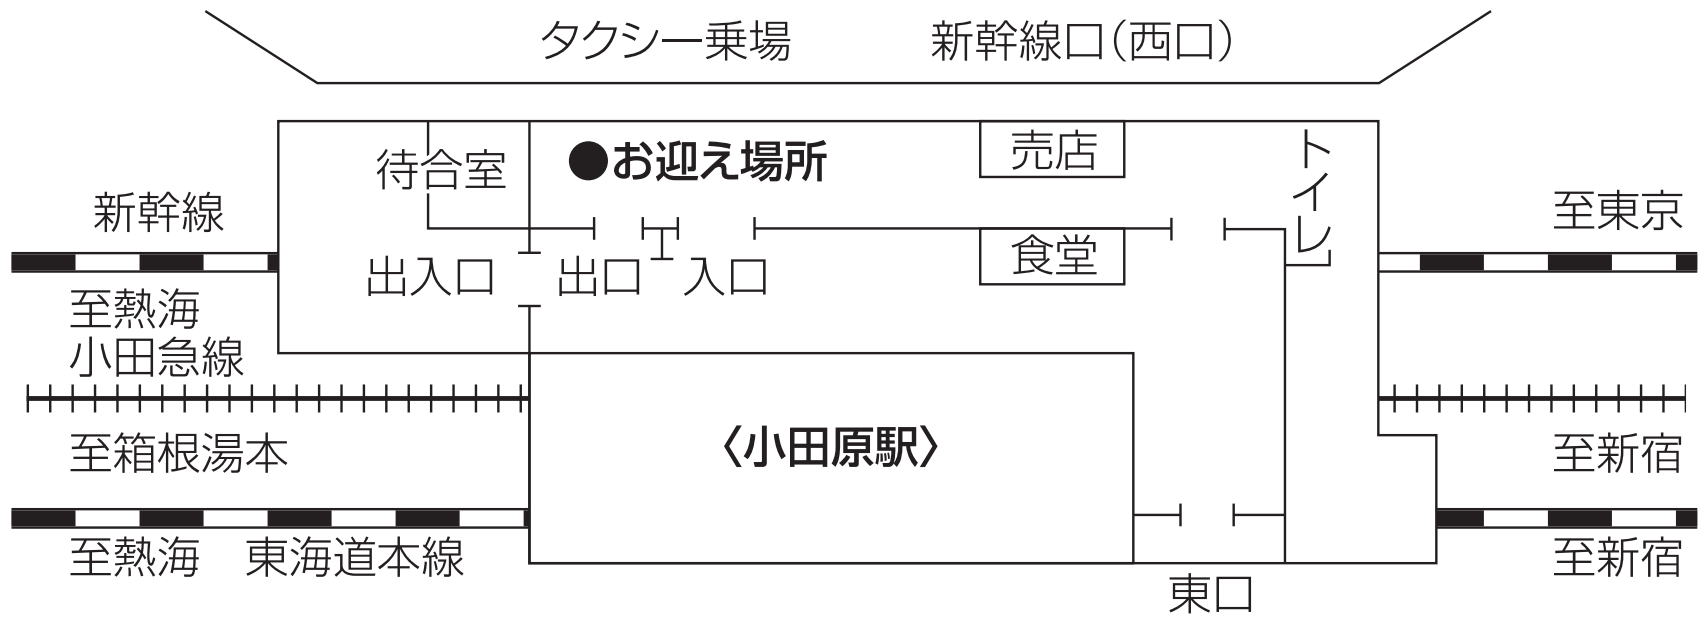 タクシー乗場
新幹線口（西口）
待合室
●お迎え場所
売店
トイレ
新幹線
至東京
出入口
出口
入口
食堂
至熱海
小田急線
至箱根湯本
〈小田原駅〉
至新宿
至熱海
東海道本線
至新宿
東口